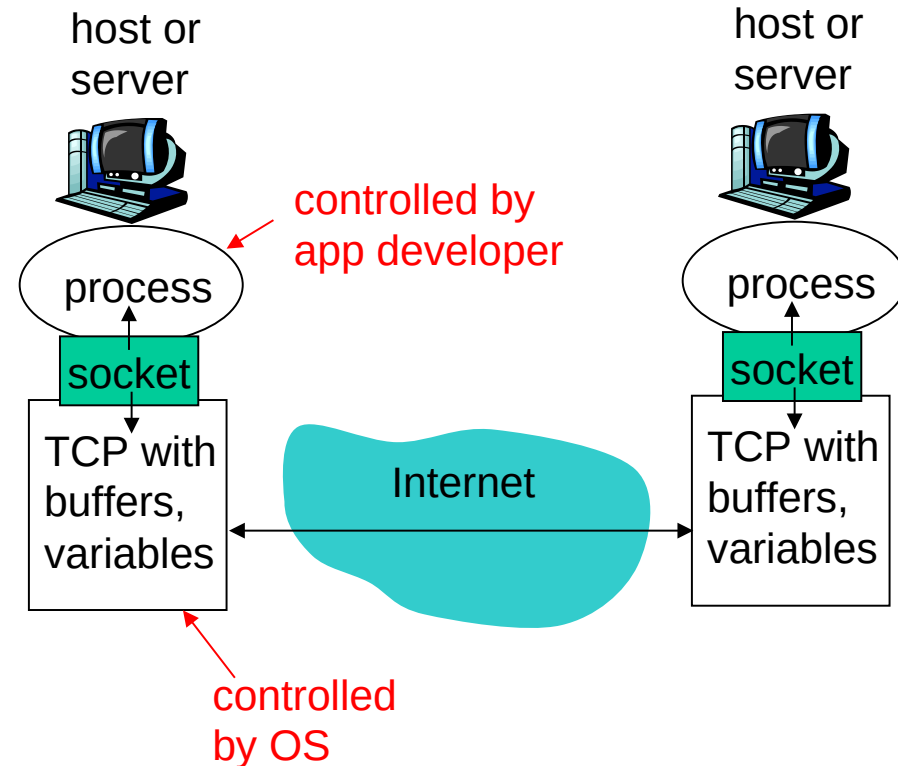 host or
server
host or
server
controlled by
app developer
process
process
socket
socket
TCP with
buffers,
variables
Internet
TCP with
buffers,
variables
controlled
by OS